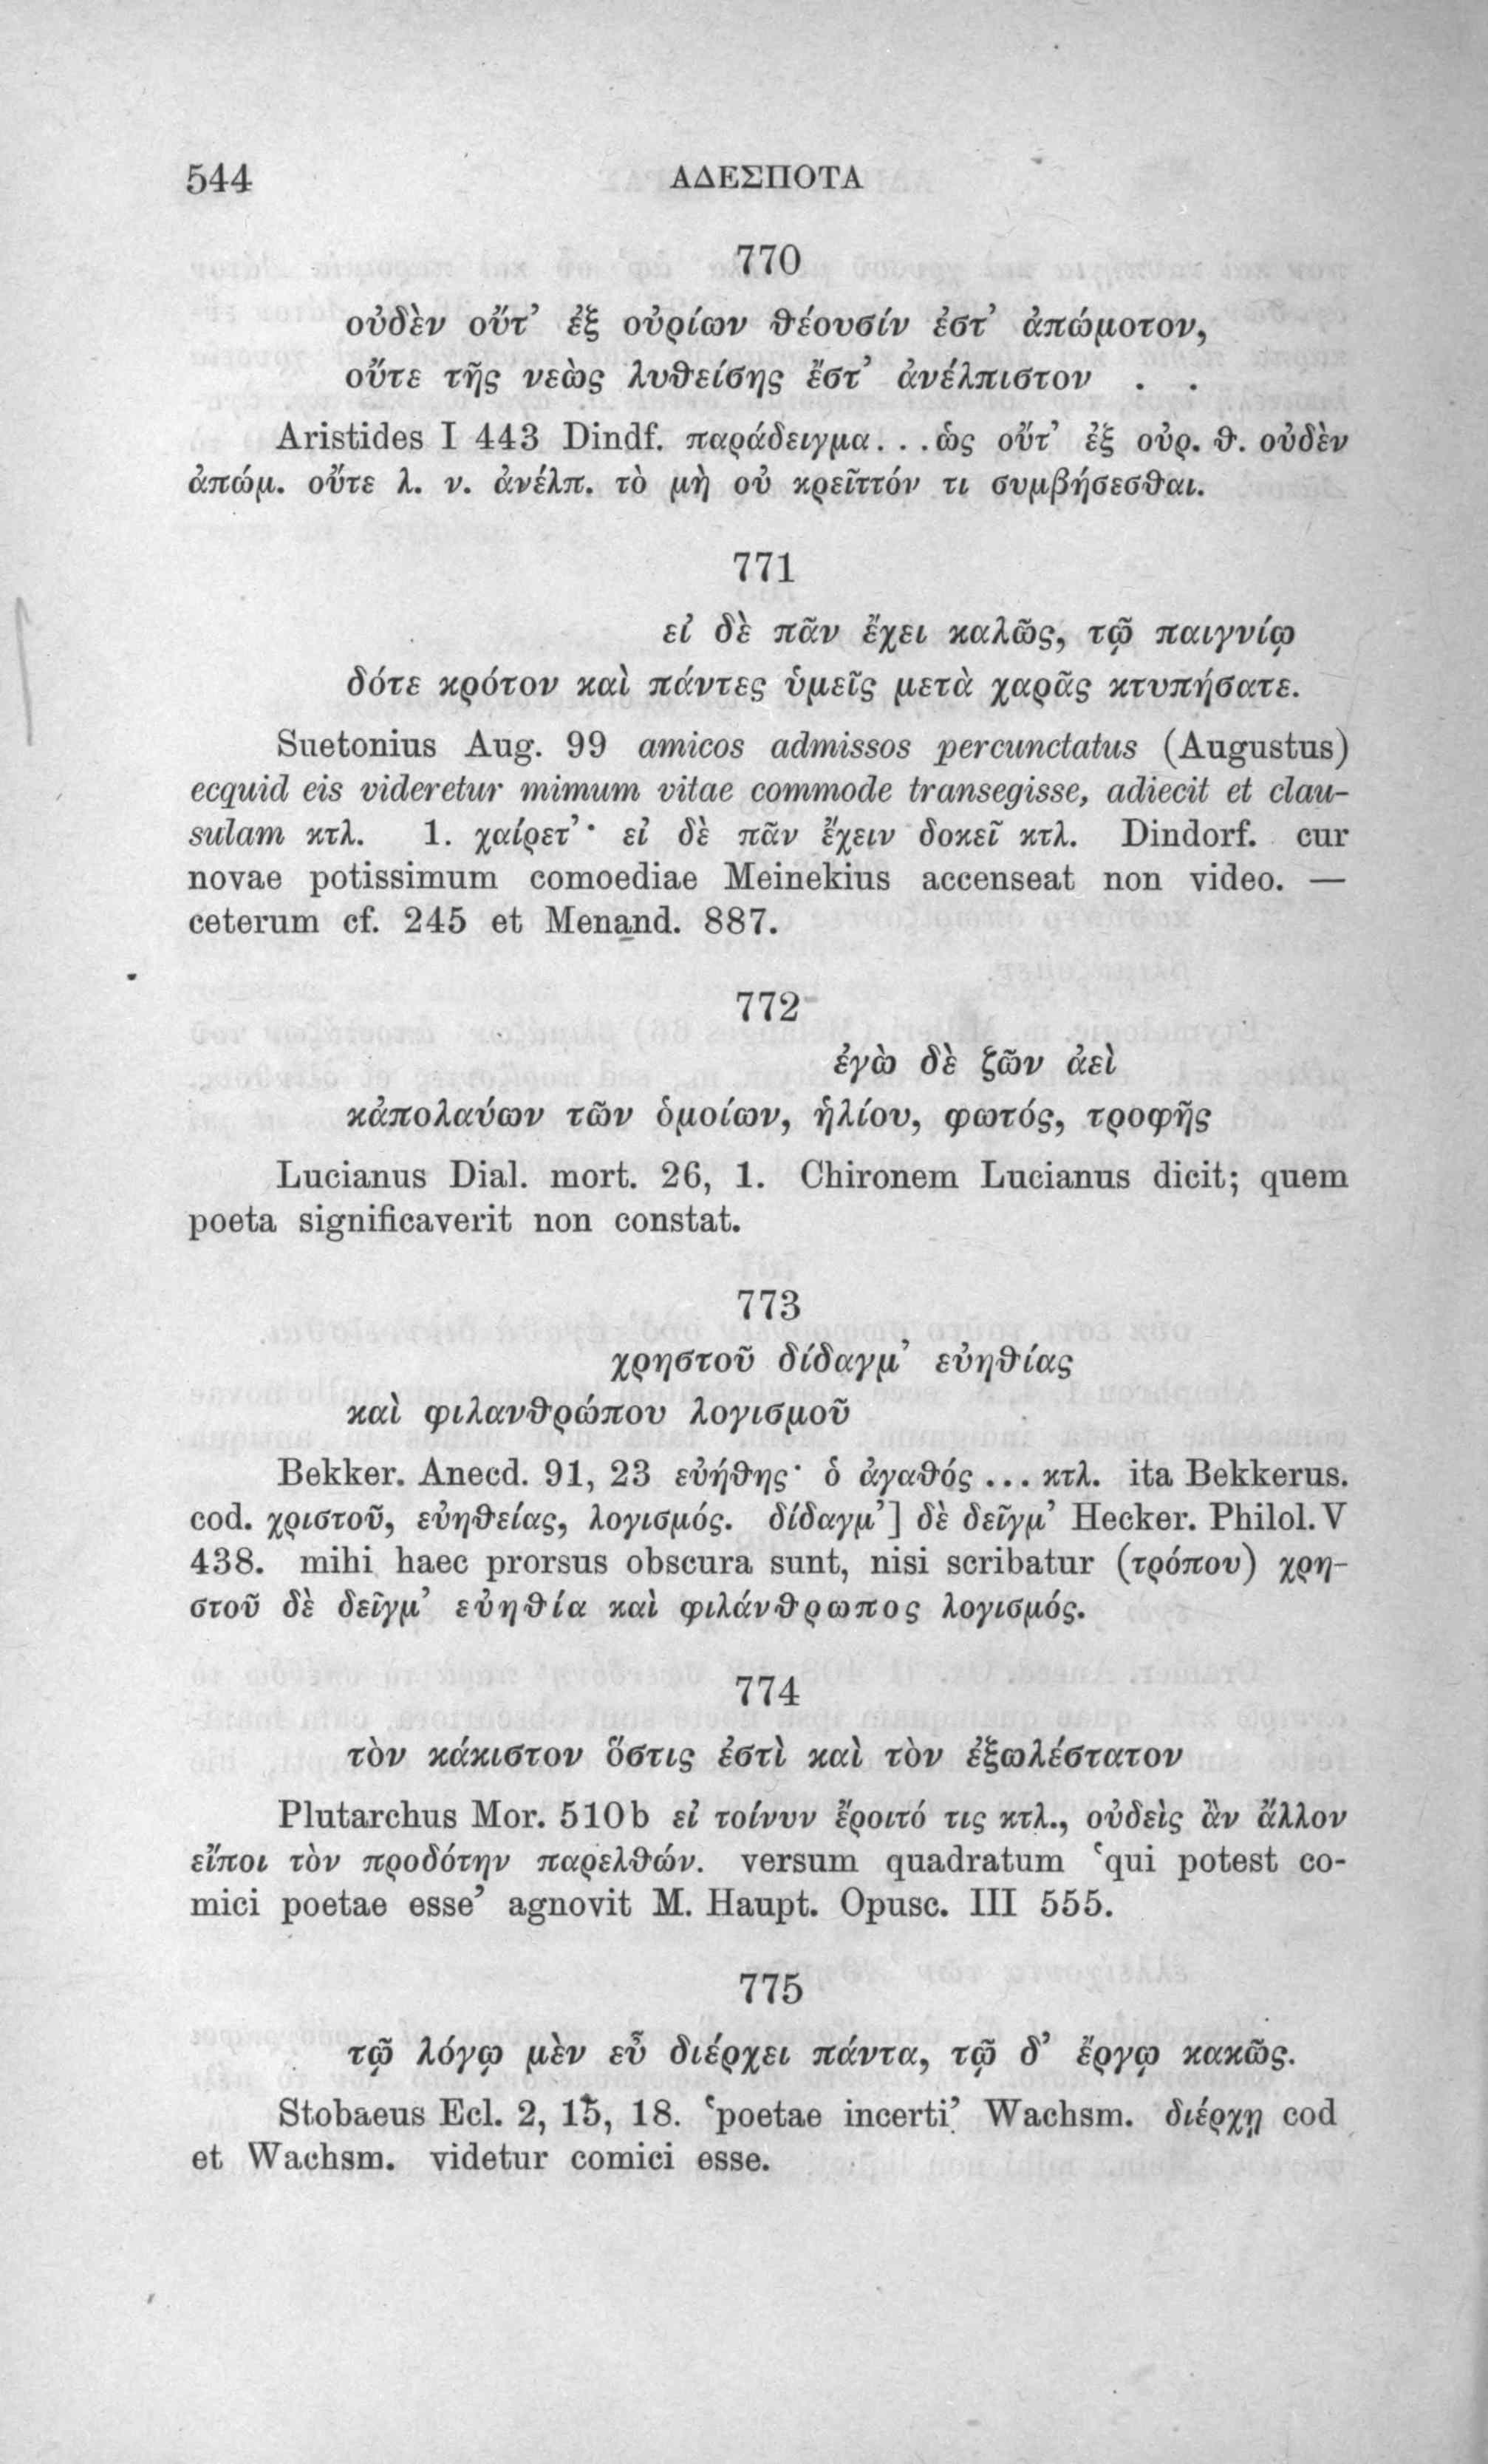 544 ΑΔΕΣΠΟΤΑ
770
οὐδὲν οὔτ’ ἐξ οὐρίων θέουσίν ἐστ’ ἀπώμοτον,
οὔτε τῆς νεὼς λυθείσης ἔστ’ ἀνέλπιστον . .
Aristides I 443 Dindf. παράδειγμα...ὡς οὔτ’ ἐξ οὐρ. θ. οὐδὲν
ἀπώμ. οὔτε λ. ν. ἀνέλπ. τὸ μὴ οὐ κρεῖττόν τι συμβήσεσθαι.
771
εἰ δὲ πᾶν ἔχει καλῶς, τῷ παιγνίῳ
δότε κρότον καὶ πάντες ὑμεῖς μετὰ χαρᾶς κτυπήσατε.
Suetonius Aug. 99 amicos admissos percunctatus (Augustus)
ecquid eis videretur mimum vitae commode transegisse, adiecit et clau-
sulam κτλ. 1. χαίρετ’· εἰ δὲ πᾶν ἔχειν δοκεῖ κτλ. Dindorf. cur
novae potissimum comoediae Meinekius accenseat non video. —
ceterum cf. 245 et Menand. 887.
772
ἐγὼ δὲ ζῶν ἀεὶ
κἀπολαύων τῶν ὁμοίων, ἡλίου, φωτός, τροφῆς
Lucianus Dial. mort. 26, 1. Chironem Lucianus dicit; quem
poeta significaverit non constat.
773
χρηστοῦ δίδαγμ’ εὐηθίας
καὶ φιλανθρώπου λογισμοῦ
Bekker. Anecd. 91, 23 εὐήθης· ὁ ἀγαθός ... κτλ. ita Bekkerus.
cod. χριστοῦ, εὐηθείας, λογισμός. δίδαγμ’] δὲ δεῖγμ’ Hecker. Philol. V
438. mihi haec prorsus obscura sunt, nisi scribatur (τρόπου) χρη-
στοῦ δὲ δεῖγμ’ εὐηθία καὶ φιλάνθρωπος λογισμός.
774
τὸν κάκιστον ὅστις ἐστὶ καὶ τὸν ἐξωλέστατον
Plutarchus Mor. 510b εἰ τοίνυν ἔροιτό τις κτλ., οὐδεὶς ἂν ἄλλον
εἴποι τὸν προδότην παρελθών. versum quadratum ‘qui potest co-
mici poetae esse’ agnovit M. Haupt. Opusc. III 555.
775
τῷ λόγῳ μὲν εὖ διέρχει πάντα, τῷ δ’ ἔργῳ κακῶς.
Stobaeus Ecl. 2, 15, 18. ‘poetae incerti’ Wachsm. διέρχῃ cod
et Wachsm. videtur comici esse.